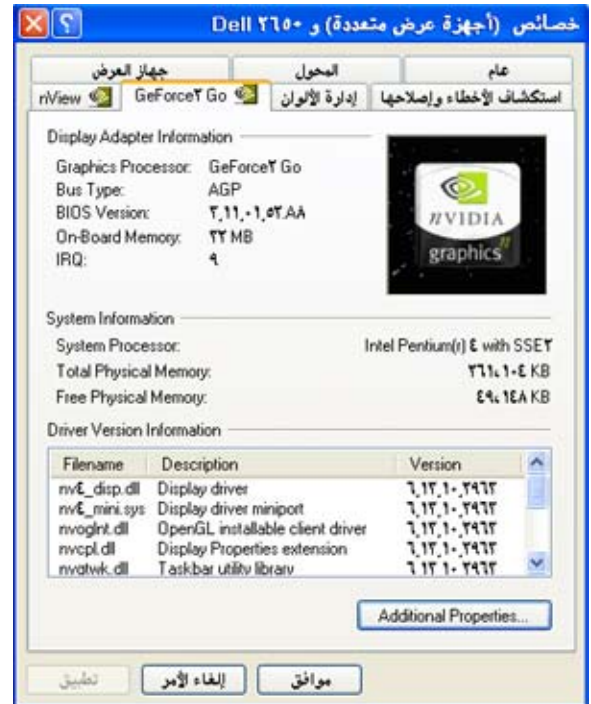 خصائص (أجهزة عرض متعددة) و Dell ٢٦٥٠
عام
المحول
جهاز العرض
استكشاف الأخطاء وإصلاحها
إدارة الألوان
GeForce٢ Go
nView
Display Adapter Information
Graphics Processor: GeForce٢ Go
Bus Type: AGP
BIOS Version: ٣,١١,٠١,٥٣.٨٨
On-Board Memory: ٣٢ MB
IRQ: ٩
nVIDIA
graphics
System Information
System Processor: Intel Pentium(r) ٤ with SSE٢
Total Physical Memory: ٢٦١،١٠٤ KB
Free Physical Memory: ٤٩،١٤٨ KB
Driver Version Information
Filename Description Version
nv٤_disp.dll Display driver ٦,١٣,١٠,٢٩٦٣
nv٤_mini.sys Display driver miniport ٦,١٣,١٠,٢٩٦٣
nvoglnt.dll OpenGL installable client driver ٦,١٣,١٠,٢٩٦٣
nvcpl.dll Display Properties extension ٦,١٣,١٠,٢٩٦٣
nvqtwk.dll Taskbar utility library ٦,١٣,١٠,٢٩٦٣
Additional Properties...
موافق
إلغاء الأمر
تطبيق